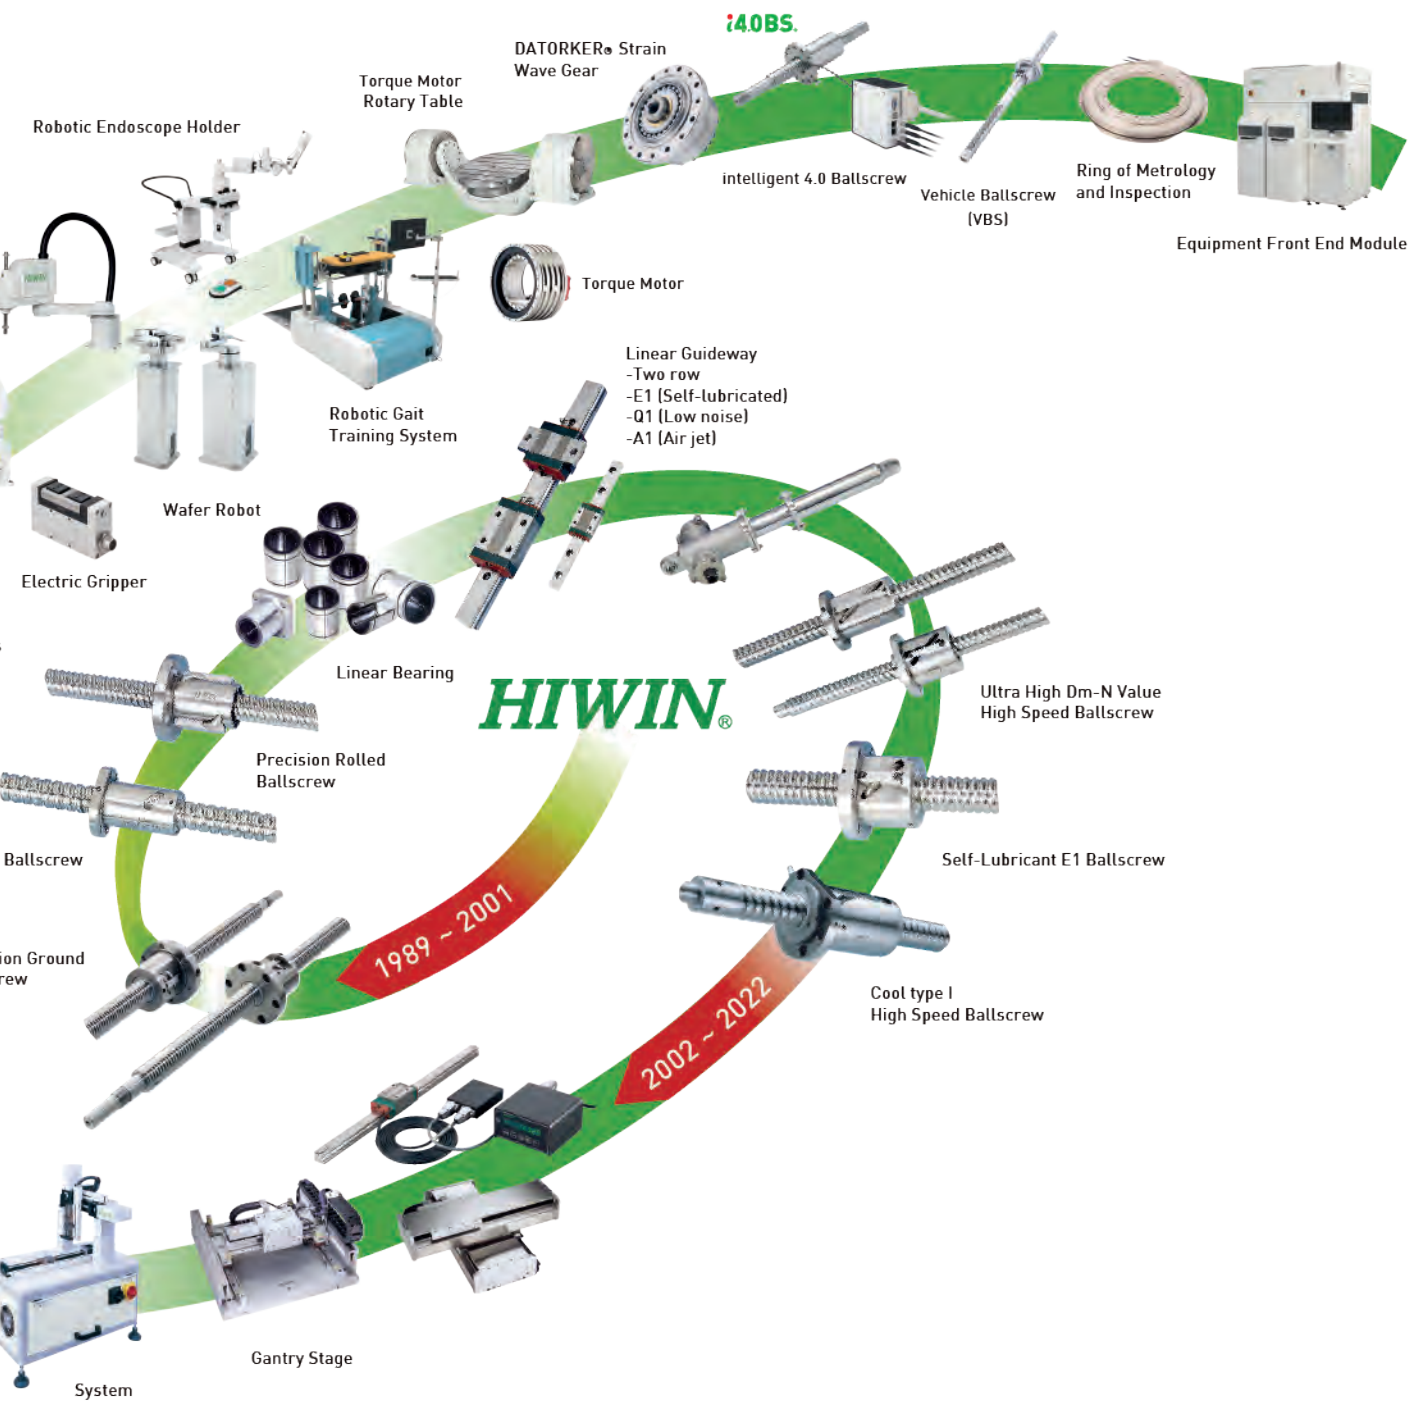 i4.0BS.
DATORKER® Strain
Wave Gear
Torque Motor
Rotary Table
Robotic Endoscope Holder
intelligent 4.0 Ballscrew
Vehicle Ballscrew
(VBS)
Ring of Metrology
and Inspection
Equipment Front End Module
HIWIN
Torque Motor
Linear Guideway
-Two row
-E1 (Self-lubricated)
-Q1 (Low noise)
-A1 (Air jet)
Robotic Gait
Training System
Wafer Robot
Electric Gripper
Linear Bearing
HIWIN®
Ultra High Dm-N Value
High Speed Ballscrew
Precision Rolled
Ballscrew
Ballscrew
Self-Lubricant E1 Ballscrew
1989 ~ 2001
ion Ground
rew
2002 ~ 2022
Cool type I
High Speed Ballscrew
Gantry Stage
System